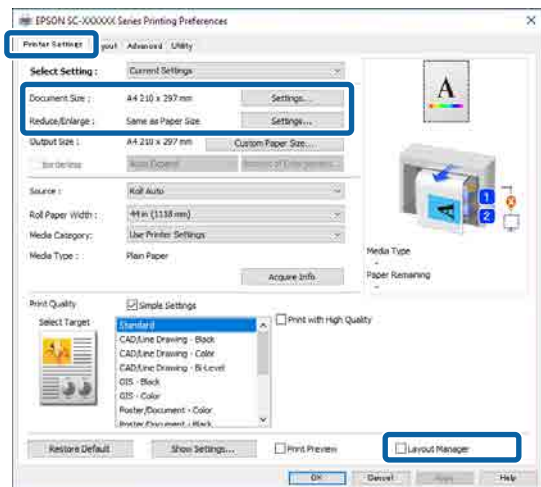 EPSON SC-XXXXXX Series Printing Preferences
Printer Settings yout Advanced Utility
Select Setting : Current Settings
Document Size : A4 210 x 297 mm Settings...
Reduce/Enlarge : Same as Paper Size Settings...
Output Size : A4 210 x 297 mm Custom Paper Size...
Borderless Auto Expand Amount of Enlargement...
Source : Roll Auto
Roll Paper Width : 44 in (1118 mm)
Media Category: Use Printer Settings
Media Type : Plain Paper
Acquire Info
A
A
1
2
Media Type
-
Paper Remaining
-
Print Quality Simple Settings
Select Target
Standard
CAD/Line Drawing - Black
CAD/Line Drawing - Color
CAD/Line Drawing - Bi-Level
GIS - Black
GIS - Color
Poster/Document - Color
Poster/Document - Black
Print with High Quality
Restore Default Show Settings... Print Preview Layout Manager
OK Cancel Apply Help